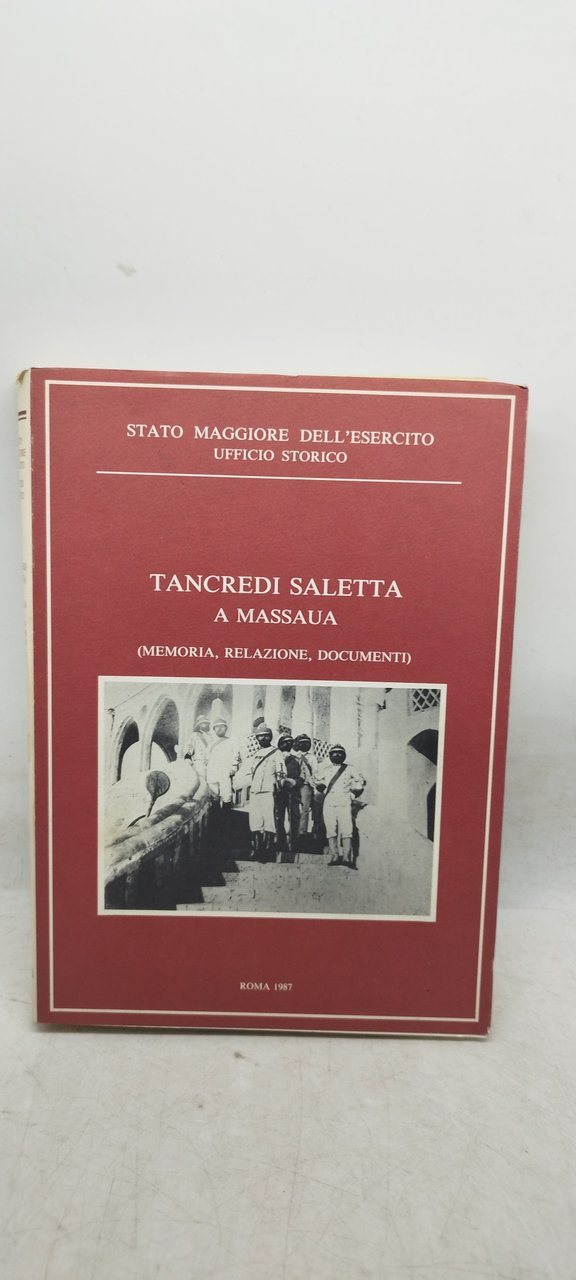 STATO MAGGIORE DELL'ESERCITO
UFFICIO STORICO
TANCREDI SALETTA
A MASSAUA
(MEMORIA, RELAZIONE, DOCUMENTI)
ROMA 1987